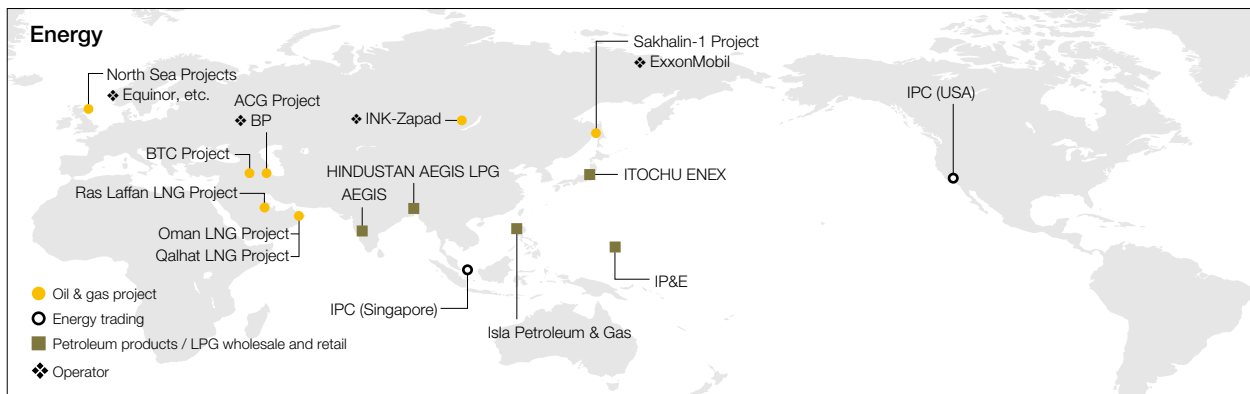 Energy
North Sea Projects
❖ Equinor, etc.
ACG Project
❖ BP
❖ INK-Zapad
Sakhalin-1 Project
❖ ExxonMobil
IPC (USA)
BTC Project
HINDUSTAN AEGIS LPG
ITOCHU ENEX
Ras Laffan LNG Project
AEGIS
Oman LNG Project
Qalhat LNG Project
IP&E
IPC (Singapore)
Isla Petroleum & Gas
Oil & gas project
Energy trading
Petroleum products / LPG wholesale and retail
❖ Operator